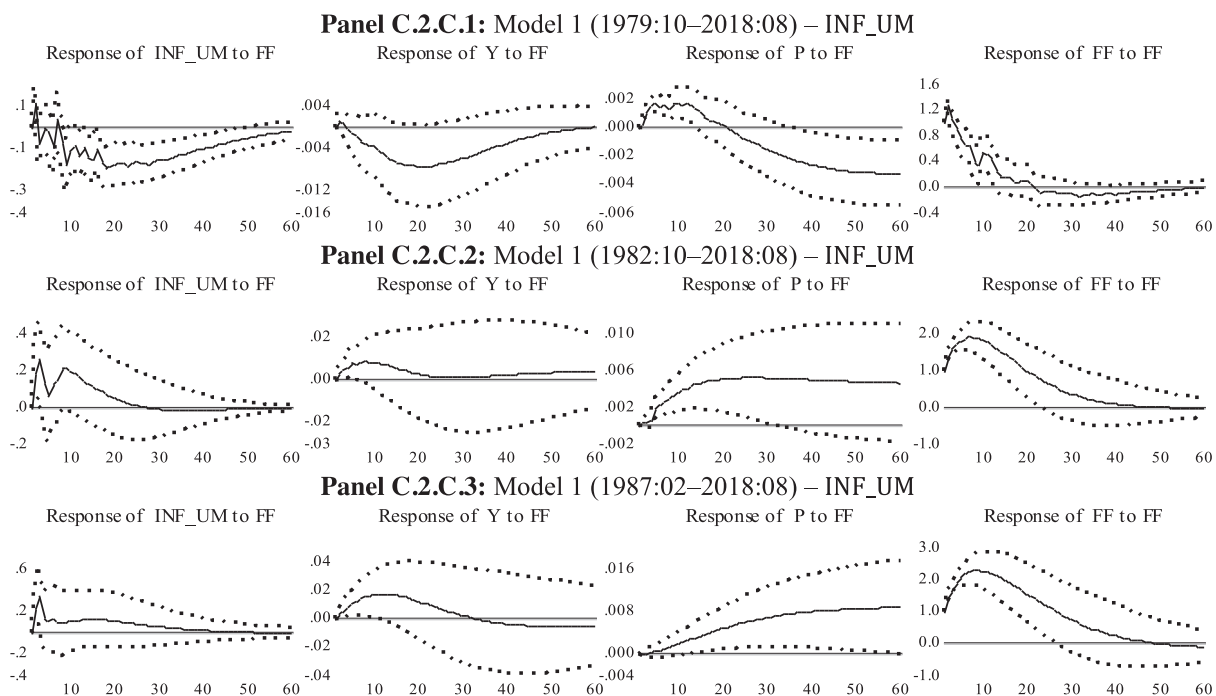 Panel C.2.C.1: Model 1 (1979:10–2018:08) – INF_UM
Response of INF_UM to FF
Response of Y to FF
Response of P to FF
Response of FF to FF
.1
-.1
-.3
-.4
10 20 30 40 50 60
.004
-.004
-.012
-.016
10 20 30 40 50 60
.002
.000
-.002
-.004
-.006
10 20 30 40 50 60
1.6
1.2
0.8
0.4
0.0
-0.4
10 20 30 40 50 60
Panel C.2.C.2: Model 1 (1982:10–2018:08) – INF_UM
Response of INF_UM to FF
Response of Y to FF
Response of P to FF
Response of FF to FF
.4
.2
.0
-.2
10 20 30 40 50 60
.02
.00
-.02
-.03
10 20 30 40 50 60
.010
.006
.002
-.002
10 20 30 40 50 60
2.0
1.0
0.0
-1.0
10 20 30 40 50 60
Panel C.2.C.3: Model 1 (1987:02–2018:08) – INF_UM
Response of INF_UM to FF
Response of Y to FF
Response of P to FF
Response of FF to FF
.6
.2
-.2
-.4
10 20 30 40 50 60
.04
.02
.00
-.02
-.04
10 20 30 40 50 60
.016
.008
.000
-.004
10 20 30 40 50 60
3.0
2.0
1.0
0.0
-1.0
10 20 30 40 50 60